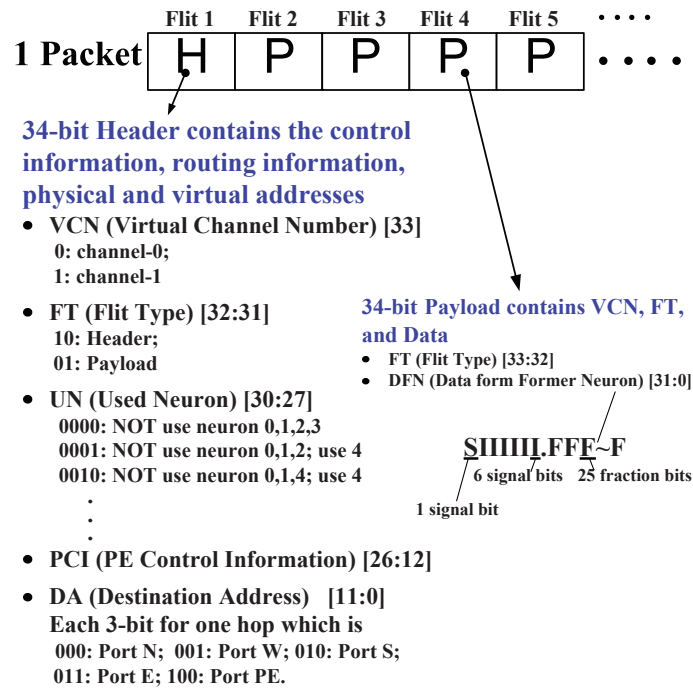 Flit 1 Flit 2 Flit 3 Flit 4 Flit 5 ....
1 Packet H P P P P ....
34-bit Header contains the control
information, routing information,
physical and virtual addresses
• VCN (Virtual Channel Number) [33]
0: channel-0;
1: channel-1
• FT (Flit Type) [32:31]
10: Header;
01: Payload
• UN (Used Neuron) [30:27]
0000: NOT use neuron 0,1,2,3
0001: NOT use neuron 0,1,2; use 4
0010: NOT use neuron 0,1,4; use 4
.
.
.
• PCI (PE Control Information) [26:12]
• DA (Destination Address) [11:0]
Each 3-bit for one hop which is
000: Port N; 001: Port W; 010: Port S;
011: Port E; 100: Port PE.
34-bit Payload contains VCN, FT,
and Data
• FT (Flit Type) [33:32]
• DFN (Data form Former Neuron) [31:0]
SIIIIII.FFF~F
6 signal bits 25 fraction bits
1 signal bit